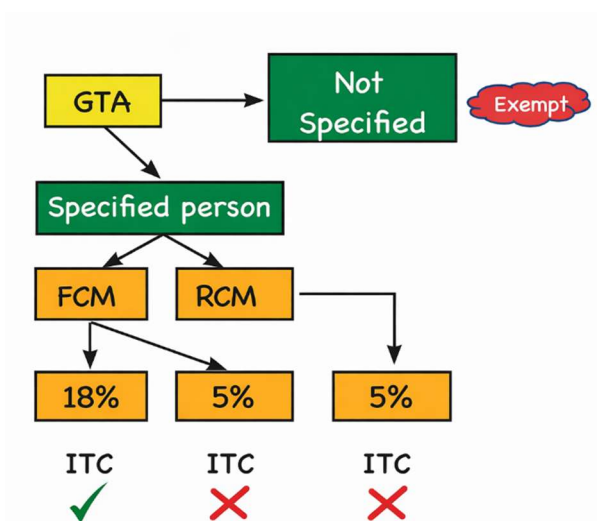 GTA
Not
Specified
Exempt
Specified person
FCM
RCM
18%
5%
5%
ITC
ITC
ITC